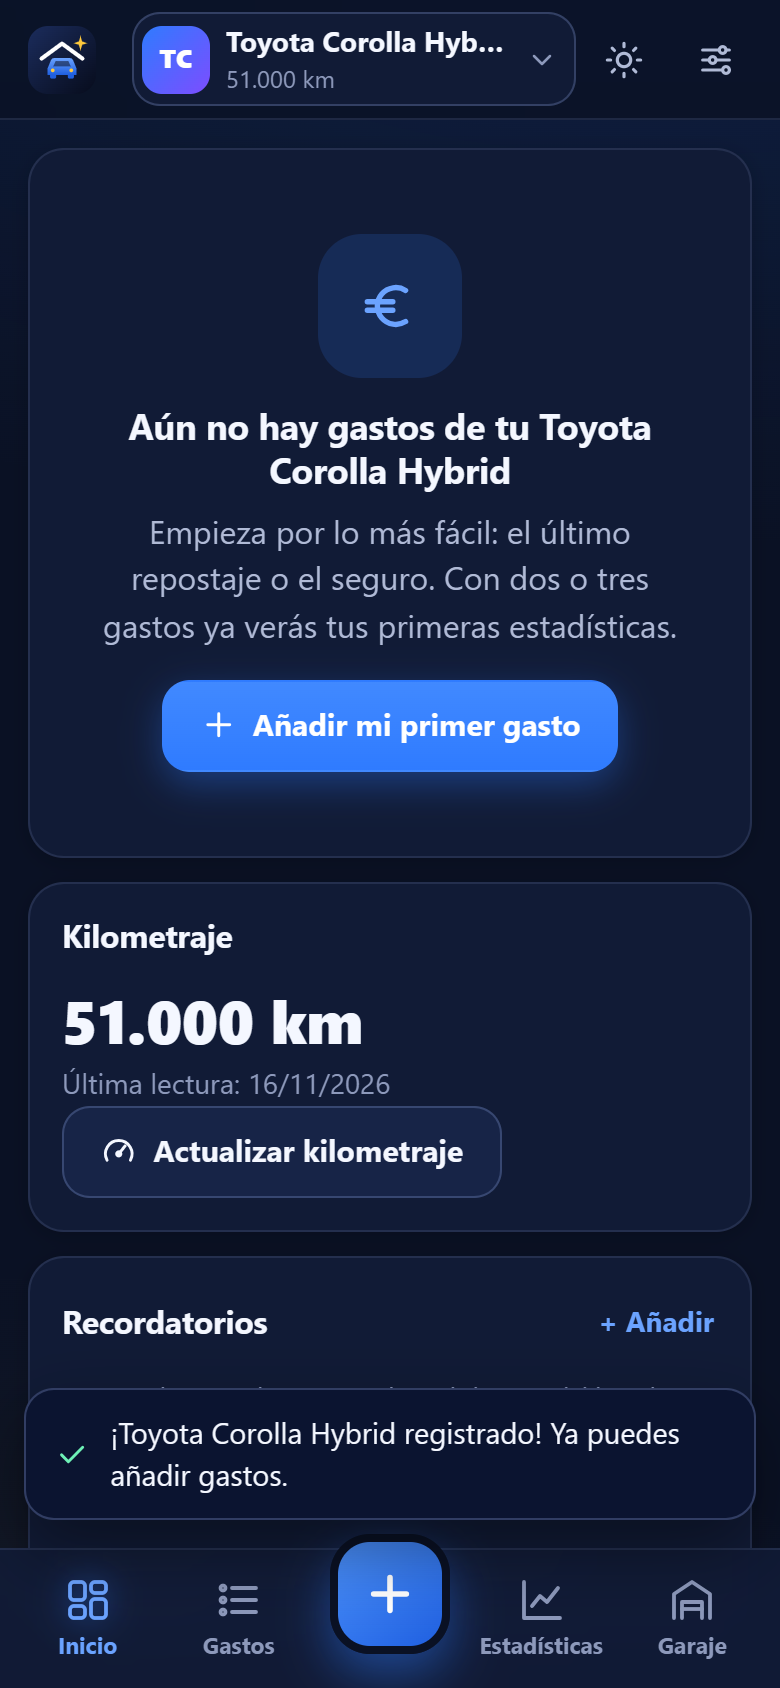 TC
Toyota Corolla Hyb...
51.000 km
€
Aún no hay gastos de tu Toyota
Corolla Hybrid
Empieza por lo más fácil: el último
repostaje o el seguro. Con dos o tres
gastos ya verás tus primeras estadísticas.
+ Añadir mi primer gasto
Kilometraje
51.000 km
Última lectura: 16/11/2026
Actualizar kilometraje
Recordatorios
+ Añadir
¡Toyota Corolla Hybrid registrado! Ya puedes
añadir gastos.
Inicio
Gastos
+
Estadísticas
Garaje